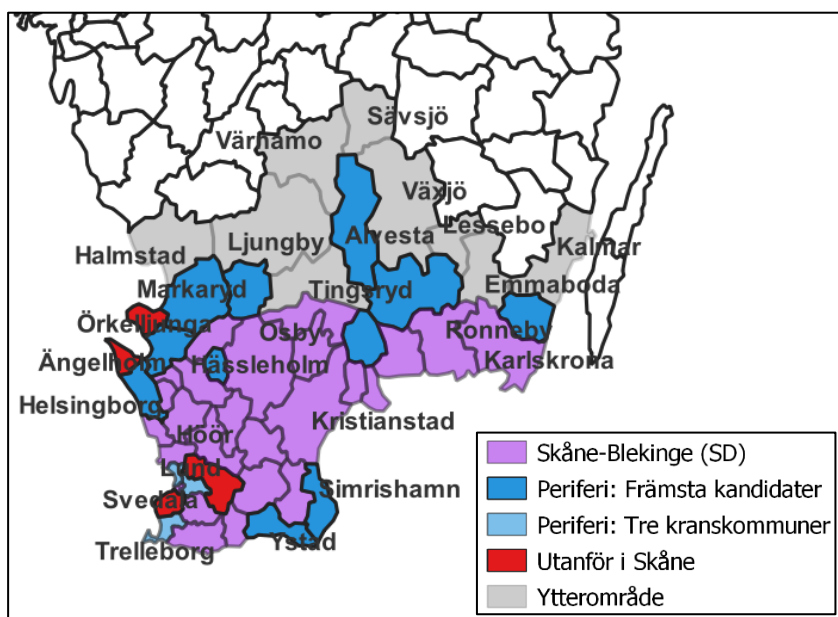 Sävsjö
Värnamo
Växjö
Lessebo
Ljungby
Alvesta
Kalmar
Halmstad
Emmaboda
Markaryd
Tingsryd
Örkelljunga
Osby
Ronneby
Ängelholm
Hässleholm
Karlskrona
Helsingborg
Kristianstad
Höör
Lund
Simrishamn
Svedala
Ystad
Trelleborg
Skåne-Blekinge (SD)
Periferi: Främsta kandidater
Periferi: Tre kranskommuner
Utanför i Skåne
Ytterområde